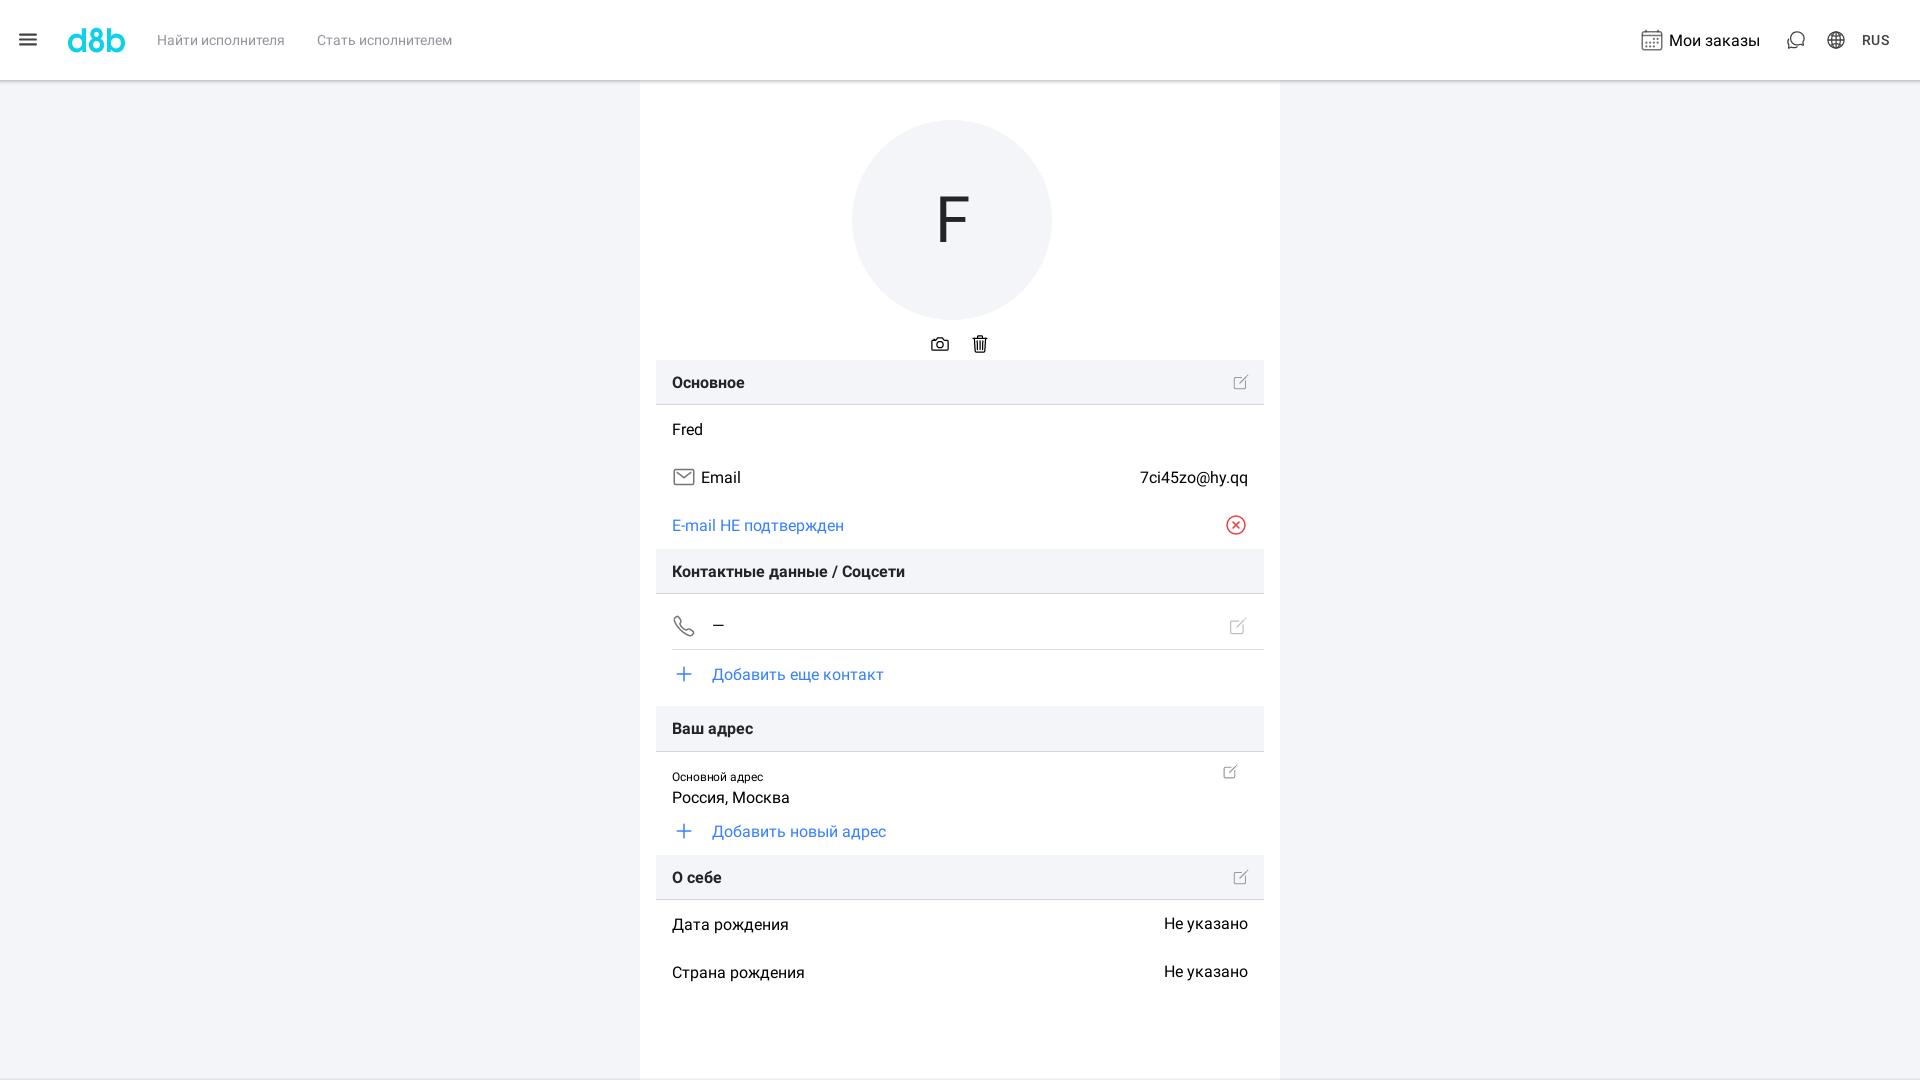 d8b
Найти исполнителя
Стать исполнителем
Мои заказы
RUS
F
Основное
Fred
Email
7ci45zo@hy.qq
E-mail НЕ подтвержден
Контактные данные / Соцсети
—
Добавить еще контакт
Ваш адрес
Основной адрес
Россия, Москва
Добавить новый адрес
О себе
Дата рождения
Не указано
Страна рождения
Не указано